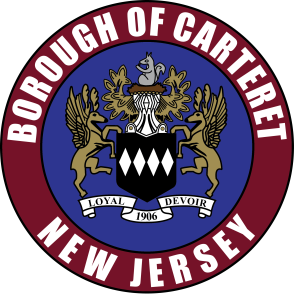 BOROUGH OF CARTERET
LOYAL DEVOIR
1906
NEW JERSEY